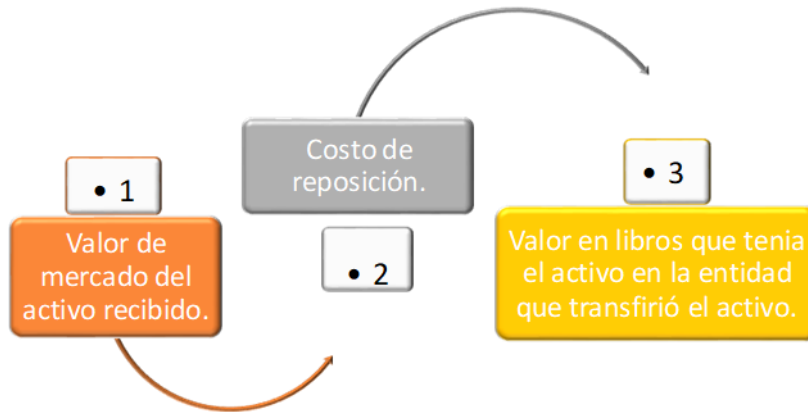 • 1
Valor de
mercado del
activo recibido.
Costo de
reposición.
• 2
• 3
Valor en libros que tenia
el activo en la entidad
que transfirió el activo.